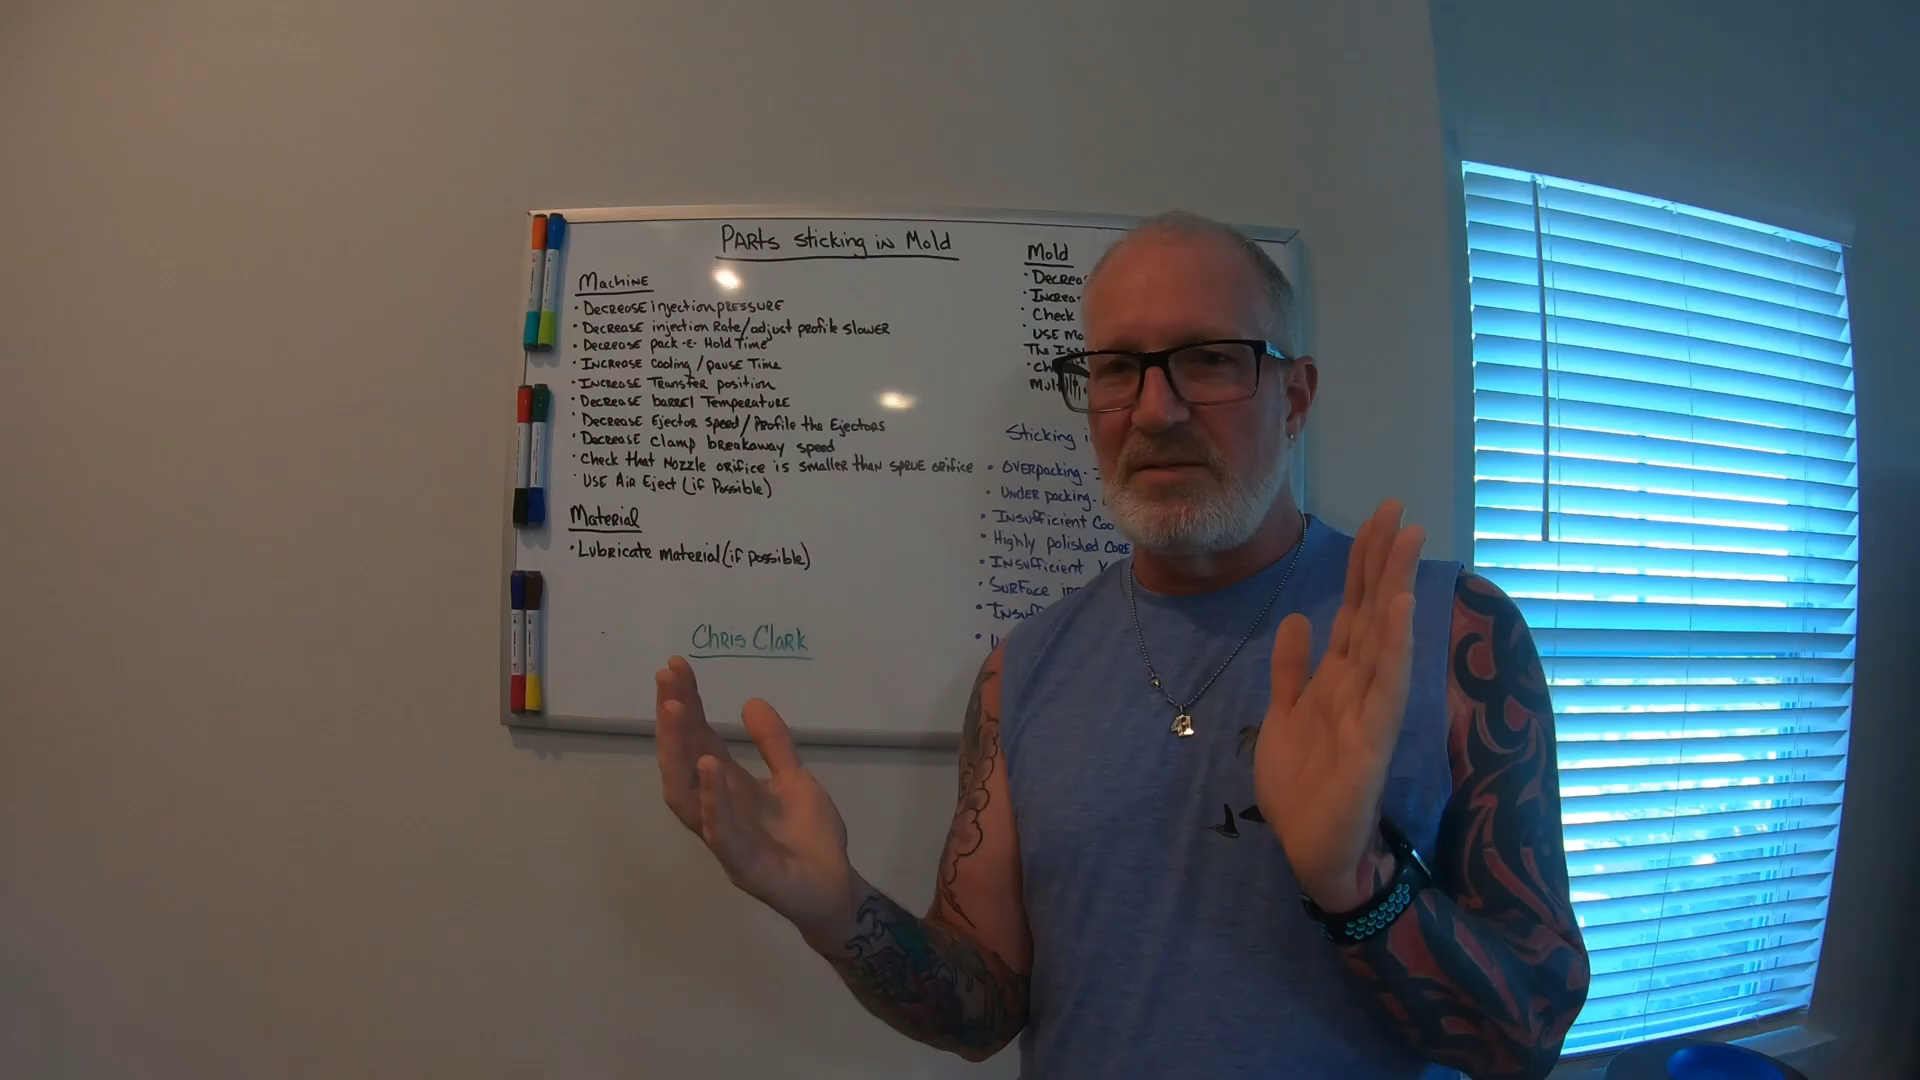 Parts Sticking in Mold
Machine
• Decrease Injection pressure
• Decrease injection Rate/adjust profile slower
• Decrease pack & Hold Time
• Increase Cooling / pause Time
• Increase Transfer position
• Decrease barrel Temperature
• Decrease Ejector speed / Profile the Ejectors
• Decrease clamp breakaway speed
• Check that Nozzle orifice is smaller than sprue orifice
• Use Air Eject (if Possible)
Material
• Lubricate material (if possible)
Chris Clark
Mold
• Check
• Use
The
Sticking
• Overpacking -
• Under packing -
• Insufficient
• Highly polished Core
• Insufficient
• Surface
41